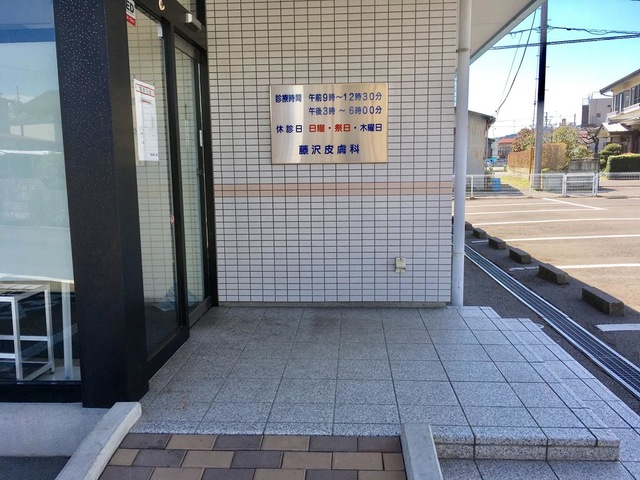 診療時間 午前9時～12時30分
午後3時～6時00分
休診日 日曜・祭日・木曜日
藤沢皮膚科